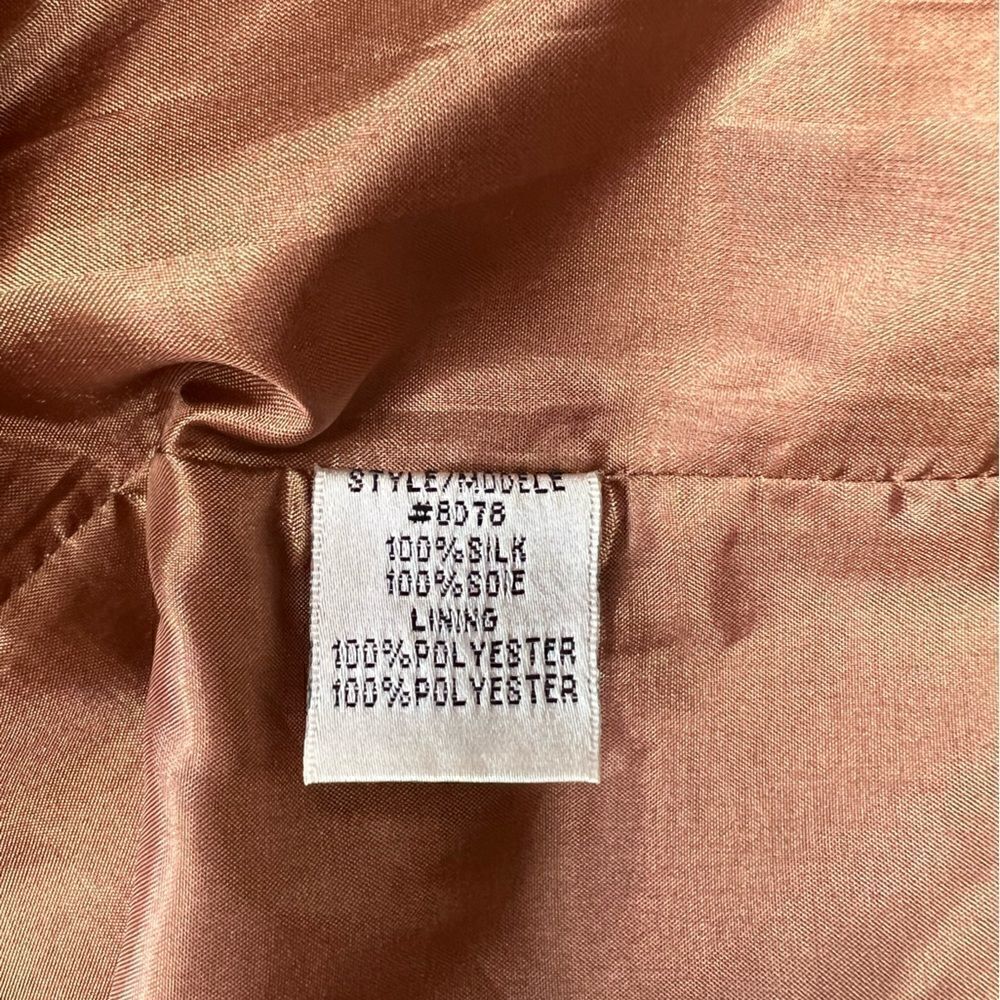 STYLE/MODELE
#8D78
100%SILK
100%SOIE
LINING
100%POLYESTER
100%POLYESTER